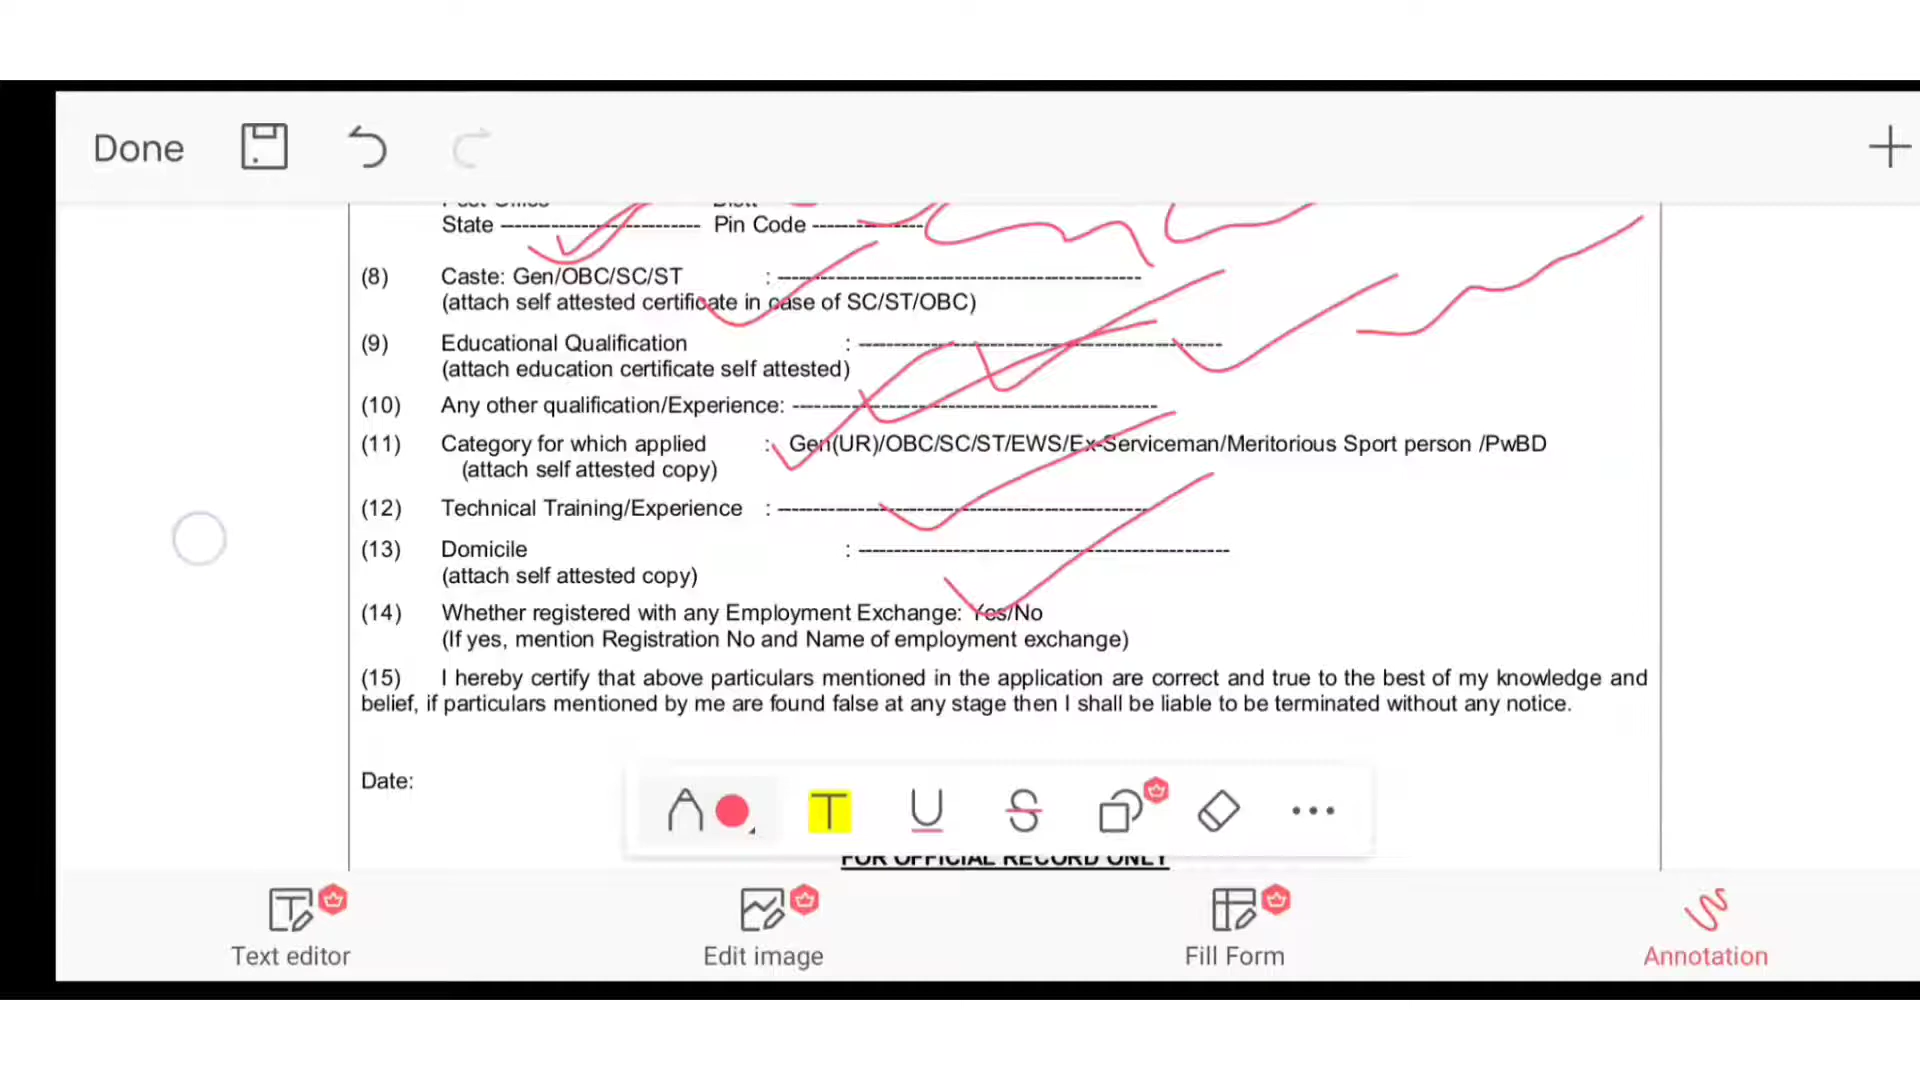 Done
Post Office Distt
State ---------------------------- Pin Code ----------------
(8) Caste: Gen/OBC/SC/ST : ----------------------------------------------------
(attach self attested certificate in case of SC/ST/OBC)
(9) Educational Qualification : ----------------------------------------------------
(attach education certificate self attested)
(10) Any other qualification/Experience: ----------------------------------------------------
(11) Category for which applied : Gen(UR)/OBC/SC/ST/EWS/Ex-Serviceman/Meritorious Sport person /PwBD
(attach self attested copy)
(12) Technical Training/Experience : ----------------------------------------------------
(13) Domicile : -----------------------------------------------------
(attach self attested copy)
(14) Whether registered with any Employment Exchange: Yes/No
(If yes, mention Registration No and Name of employment exchange)
(15) I hereby certify that above particulars mentioned in the application are correct and true to the best of my knowledge and
belief, if particulars mentioned by me are found false at any stage then I shall be liable to be terminated without any notice.
Date:
FOR OFFICIAL RECORD ONLY
Text editor Edit image Fill Form Annotation